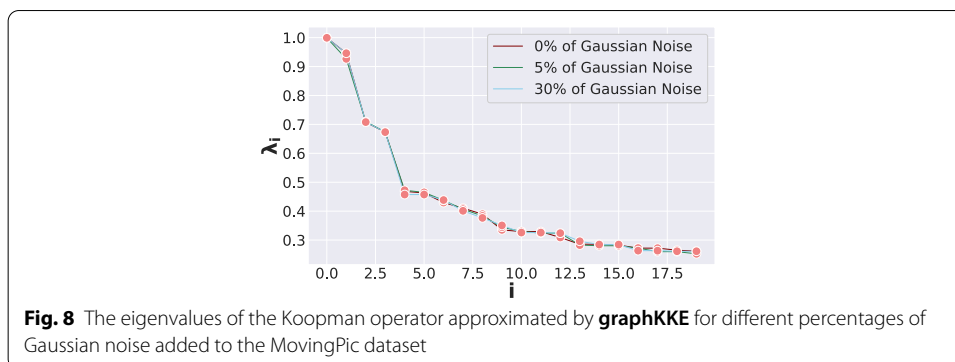 1.0
0.9
0.8
0.7
0.6
0.5
0.4
0.3
λi
0% of Gaussian Noise
5% of Gaussian Noise
30% of Gaussian Noise
0.0 2.5 5.0 7.5 10.0 12.5 15.0 17.5
i
Fig. 8 The eigenvalues of the Koopman operator approximated by graphKKE for different percentages of
Gaussian noise added to the MovingPic dataset